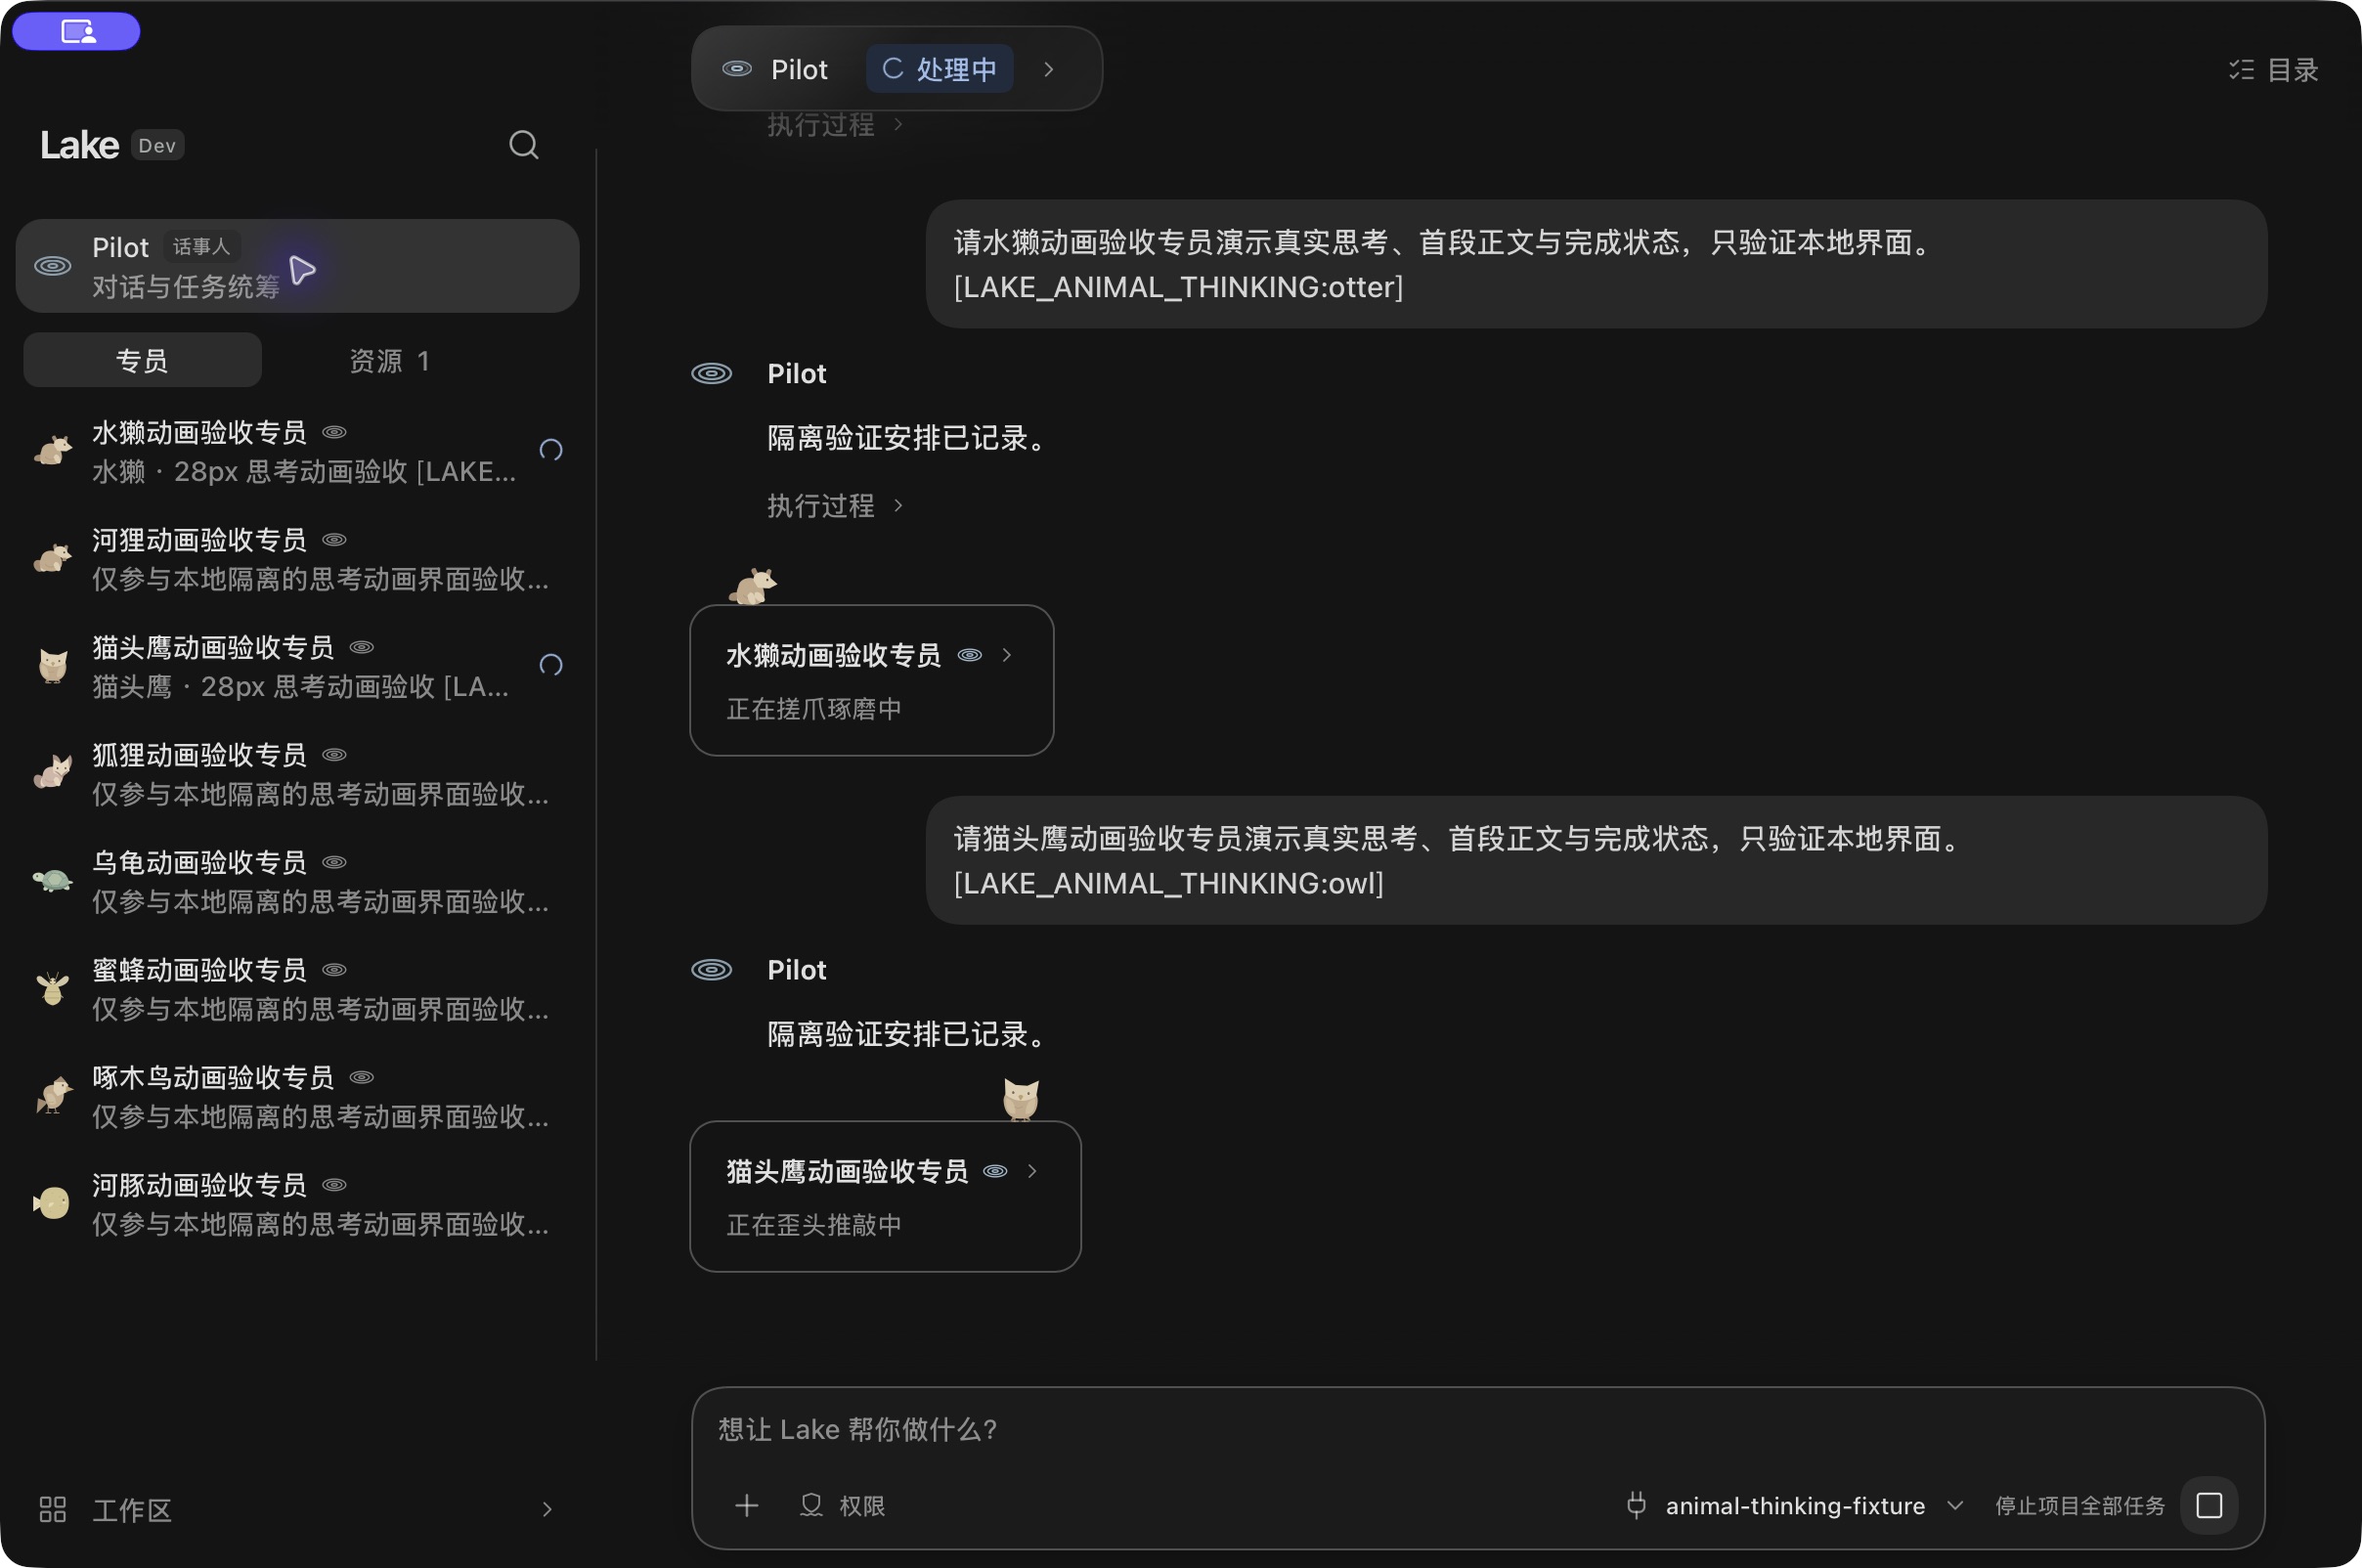 Lake Dev
Pilot 话事人
对话与任务统筹
专员
资源 1
水獭动画验收专员
水獭 · 28px 思考动画验收 [LAKE...
河狸动画验收专员
仅参与本地隔离的思考动画界面验收...
猫头鹰动画验收专员
猫头鹰 · 28px 思考动画验收 [LA...
狐狸动画验收专员
仅参与本地隔离的思考动画界面验收...
乌龟动画验收专员
仅参与本地隔离的思考动画界面验收...
蜜蜂动画验收专员
仅参与本地隔离的思考动画界面验收...
啄木鸟动画验收专员
仅参与本地隔离的思考动画界面验收...
河豚动画验收专员
仅参与本地隔离的思考动画界面验收...
工作区
Pilot 处理中
目录
执行过程
请水獭动画验收专员演示真实思考、首段正文与完成状态，只验证本地界面。
[LAKE_ANIMAL_THINKING:otter]
Pilot
隔离验证安排已记录。
执行过程
水獭动画验收专员
正在搓爪琢磨中
请猫头鹰动画验收专员演示真实思考、首段正文与完成状态，只验证本地界面。
[LAKE_ANIMAL_THINKING:owl]
Pilot
隔离验证安排已记录。
猫头鹰动画验收专员
正在歪头推敲中
想让 Lake 帮你做什么?
权限
animal-thinking-fixture
停止项目全部任务